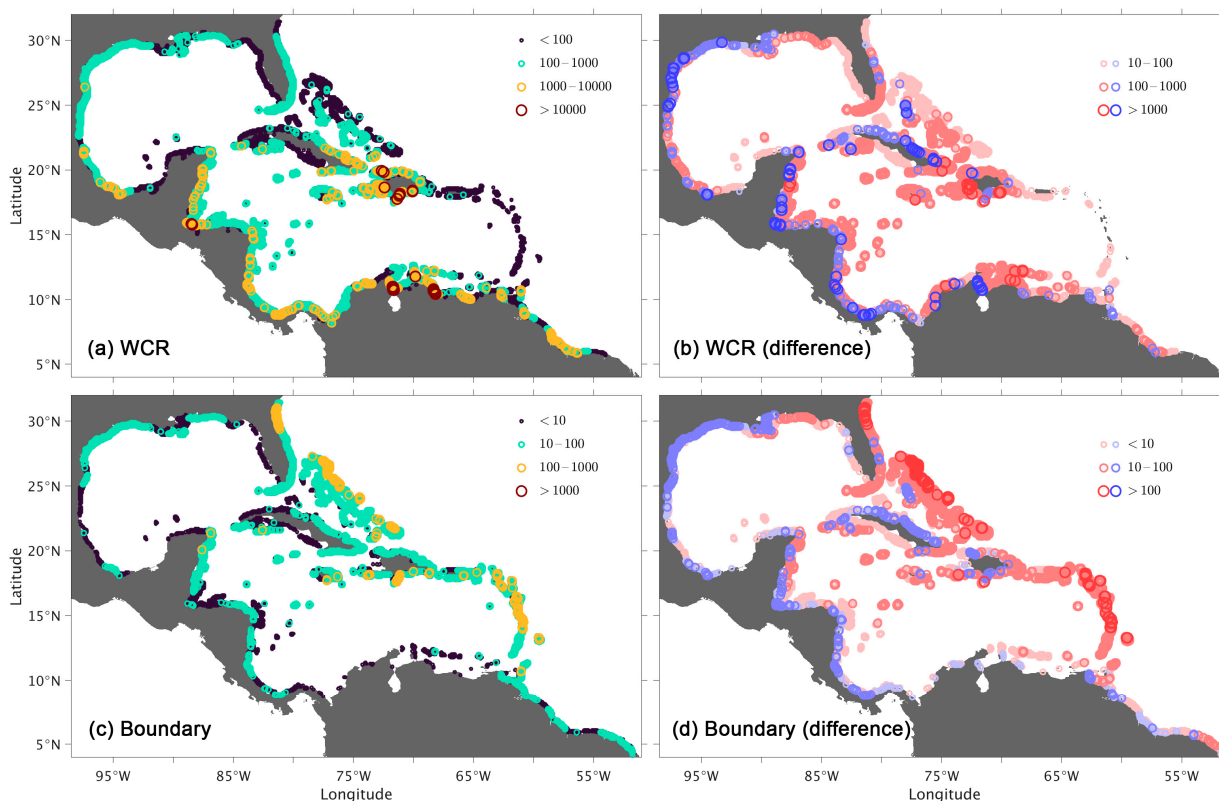 30°N
25°N
20°N
15°N
10°N
5°N
Latitude
< 100
100−1000
1000−10000
> 10000
(a) WCR
10−100
100−1000
> 1000
(b) WCR (difference)
30°N
25°N
20°N
15°N
10°N
5°N
Latitude
< 10
10−100
100−1000
> 1000
(c) Boundary
95°W
85°W
75°W
65°W
55°W
Longitude
< 10
10−100
> 100
(d) Boundary (difference)
95°W
85°W
75°W
65°W
55°W
Longitude